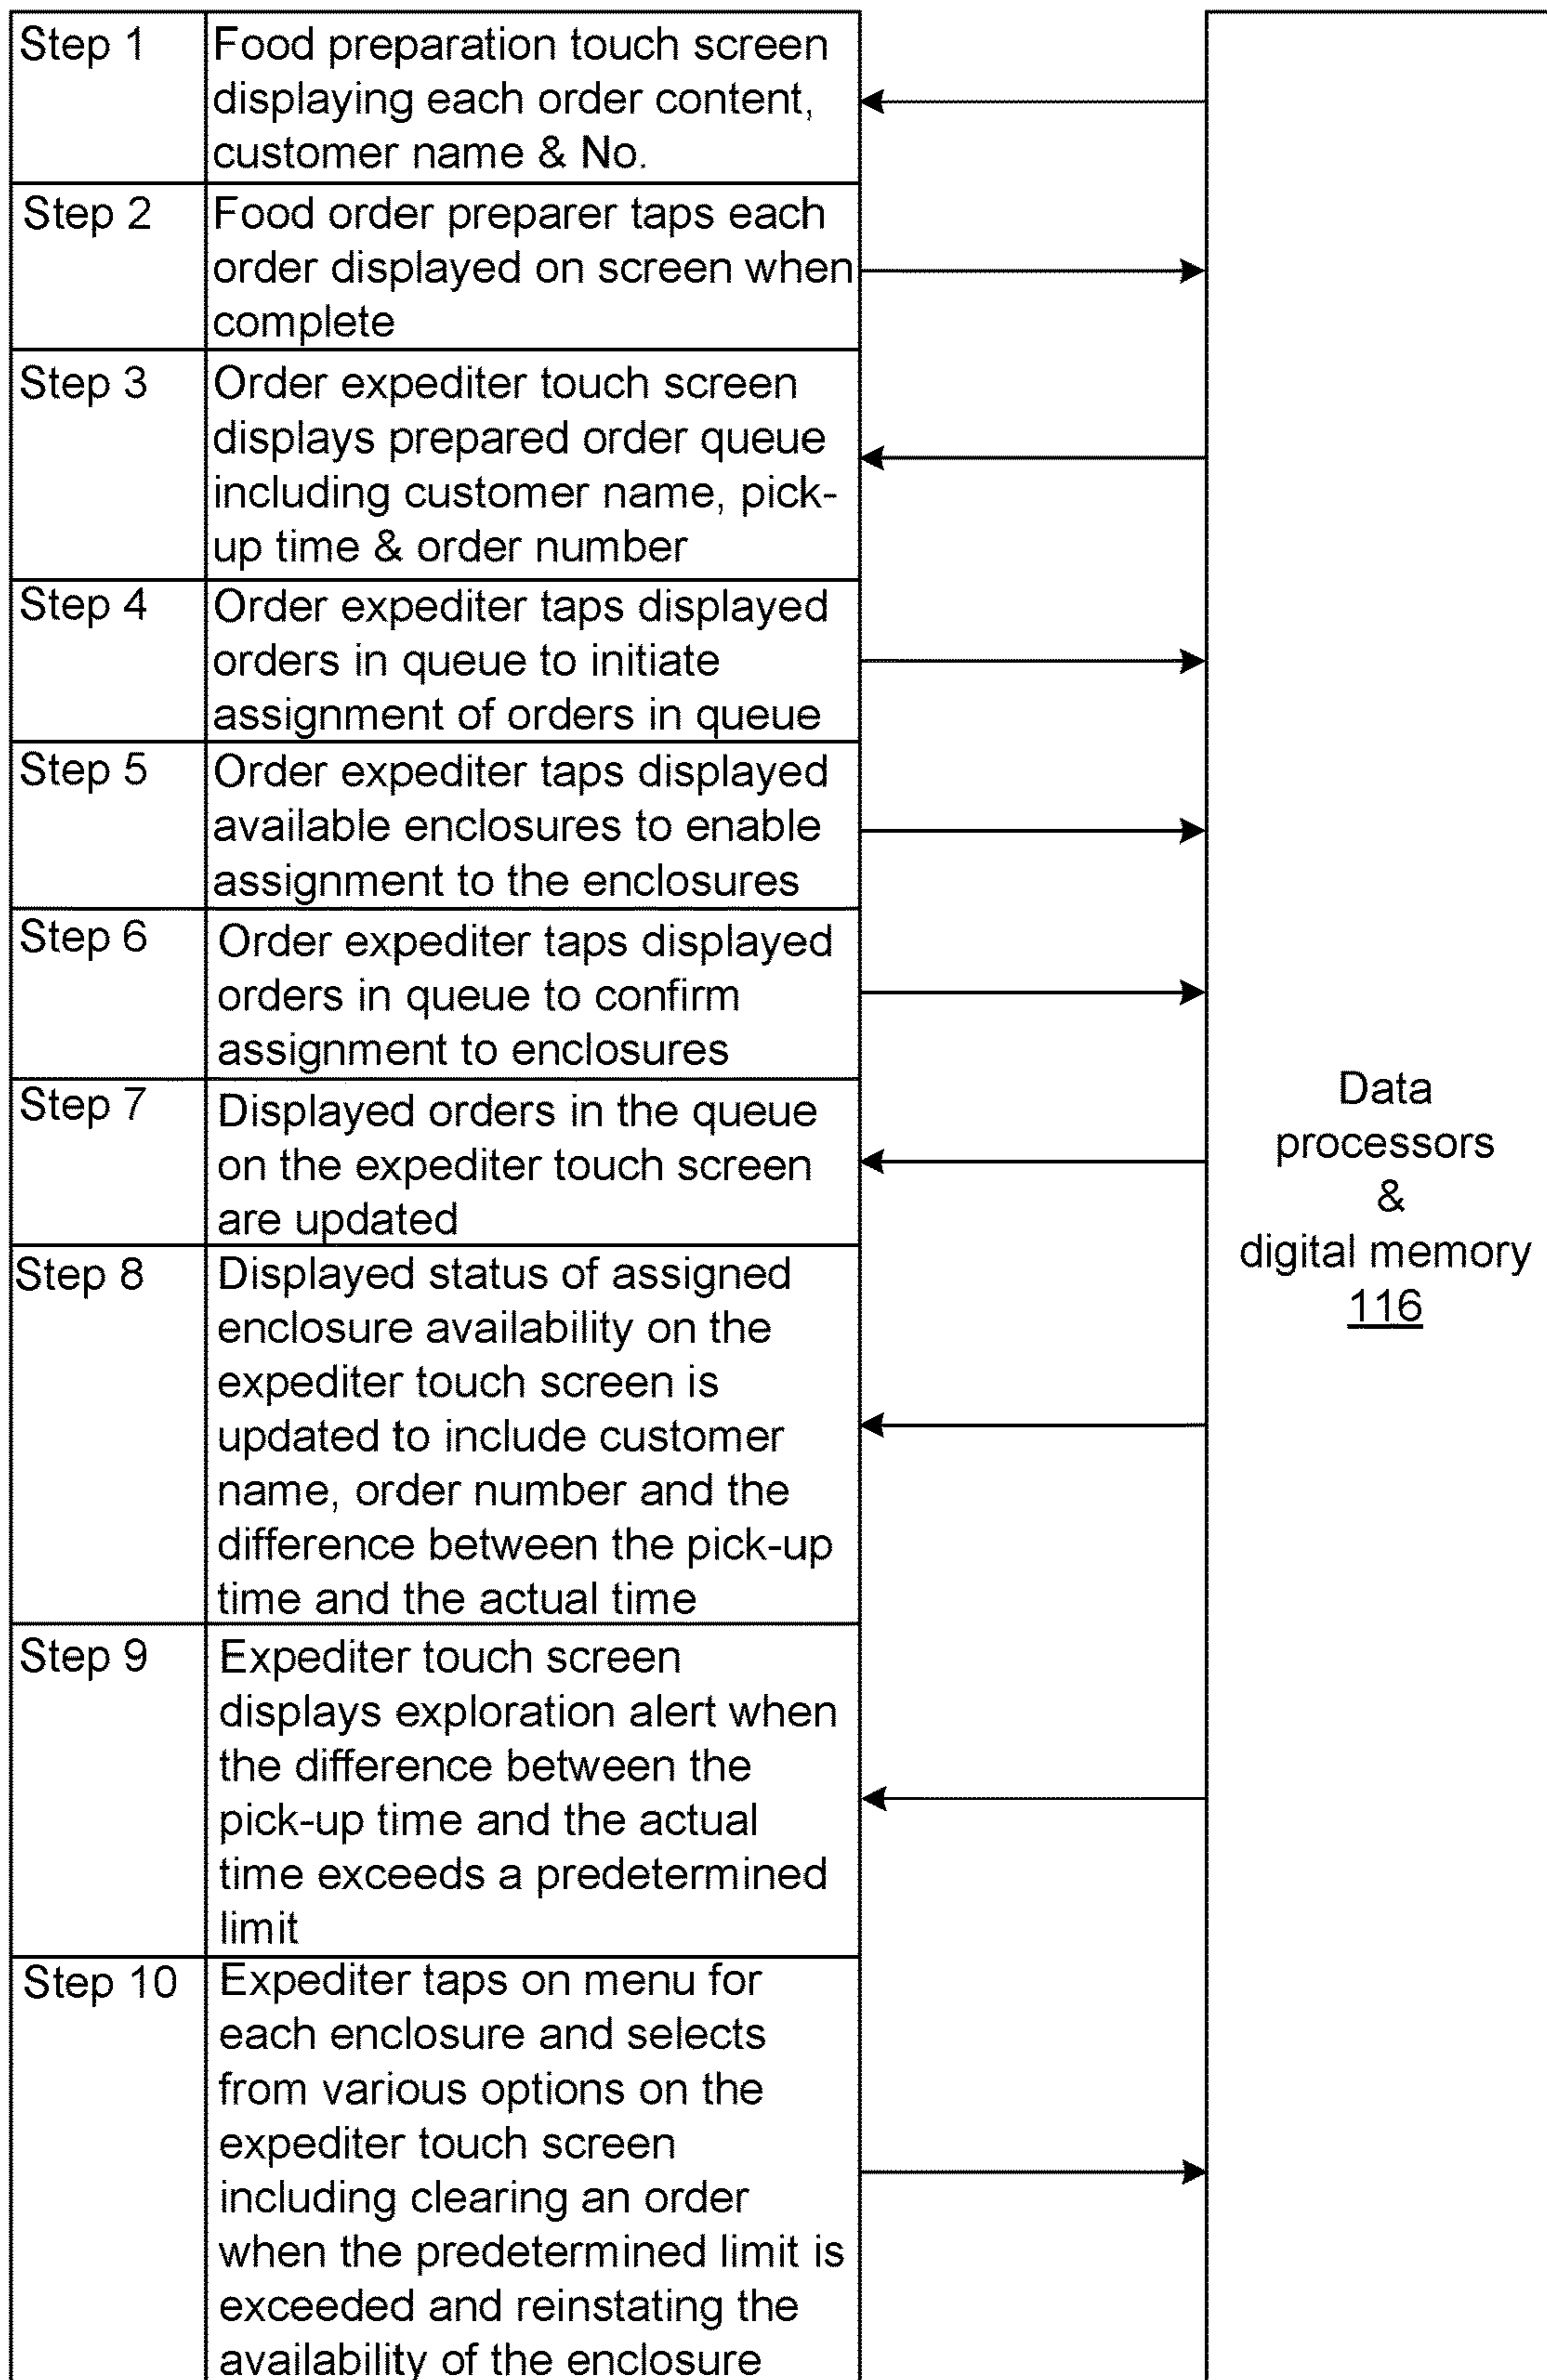 Step 1
Food preparation touch screen
displaying each order content,
customer name & No.
Step 2
Food order preparer taps each
order displayed on screen when
complete
Step 3
Order expediter touch screen
displays prepared order queue
including customer name, pick-
up time & order number
Step 4
Order expediter taps displayed
orders in queue to initiate
assignment of orders in queue
Step 5
Order expediter taps displayed
available enclosures to enable
assignment to the enclosures
Step 6
Order expediter taps displayed
orders in queue to confirm
assignment to enclosures
Step 7
Displayed orders in the queue
on the expediter touch screen
are updated
Step 8
Displayed status of assigned
enclosure availability on the
expediter touch screen is
updated to include customer
name, order number and the
difference between the pick-up
time and the actual time
Step 9
Expediter touch screen
displays exploration alert when
the difference between the
pick-up time and the actual
time exceeds a predetermined
limit
Step 10
Expediter taps on menu for
each enclosure and selects
from various options on the
expediter touch screen
including clearing an order
when the predetermined limit is
exceeded and reinstating the
availability of the enclosure
Data
processors
&
digital memory
116